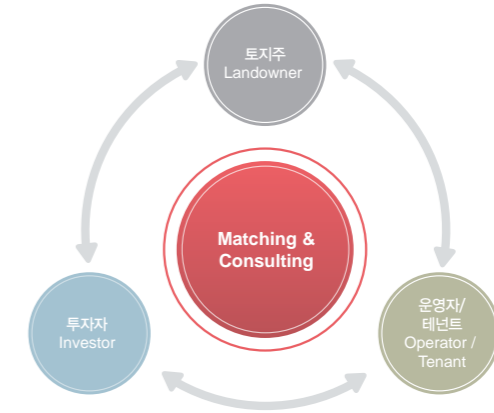 토지주
Landowner
Matching &
Consulting
투자자
Investor
운영자/
테넌트
Operator /
Tenant